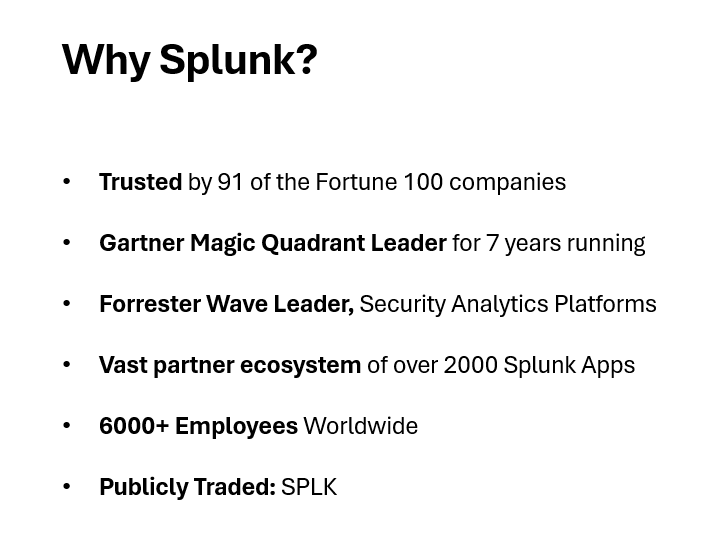 Why Splunk?
• Trusted by 91 of the Fortune 100 companies
• Gartner Magic Quadrant Leader for 7 years running
• Forrester Wave Leader, Security Analytics Platforms
• Vast partner ecosystem of over 2000 Splunk Apps
• 6000+ Employees Worldwide
• Publicly Traded: SPLK